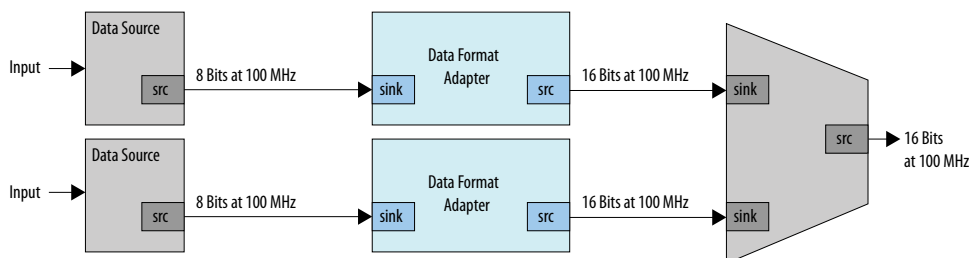 Data Source
Input
src
8 Bits at 100 MHz
sink
Data Format
Adapter
src
16 Bits at 100 MHz
sink
src
16 Bits
at 100 MHz
Data Source
Input
src
8 Bits at 100 MHz
sink
Data Format
Adapter
src
16 Bits at 100 MHz
sink